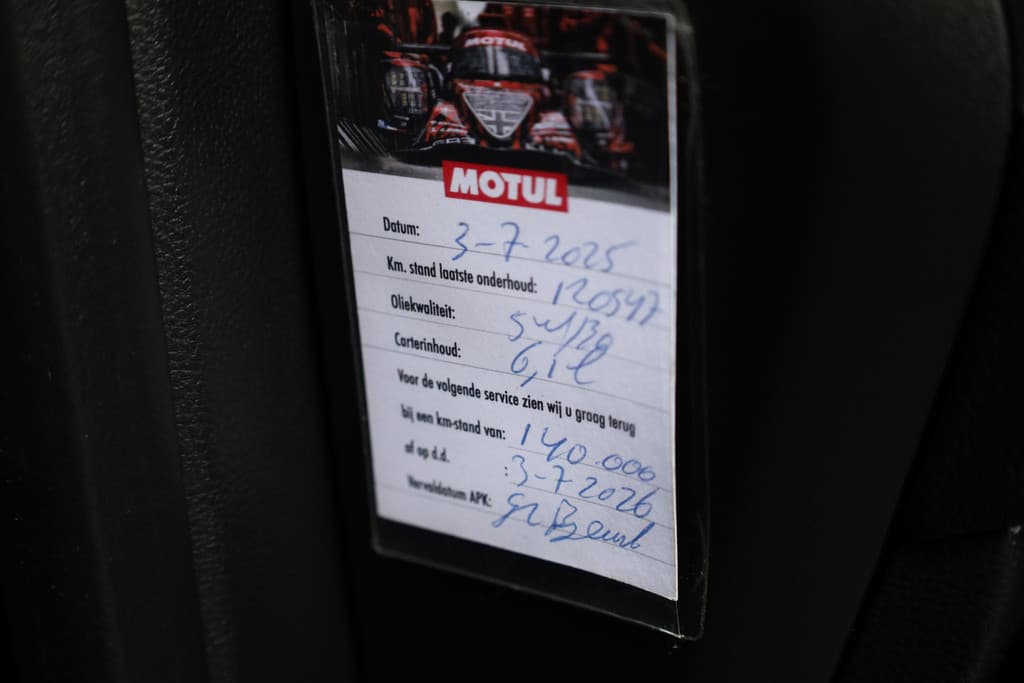 MOTUL
MOTUL
Datum: 3-7-2025
Km. stand laatste onderhoud: 120547
Oliekwaliteit: 5w/30
Carterinhoud: 6,1 l
Voor de volgende service zien wij u graag terug
bij een km-stand van: 140.000
of op d.d. : 3-7 2026
Vervaldatum APK: